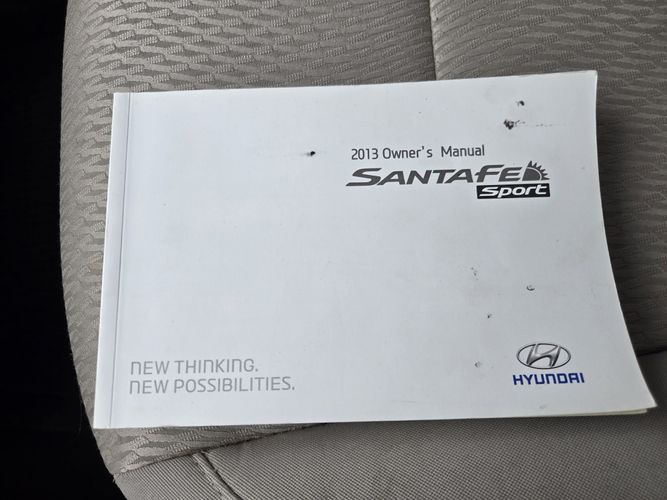 2013 Owner's Manual
SANTAFE
Sport
NEW THINKING.
NEW POSSIBILITIES.
HYUNDAI